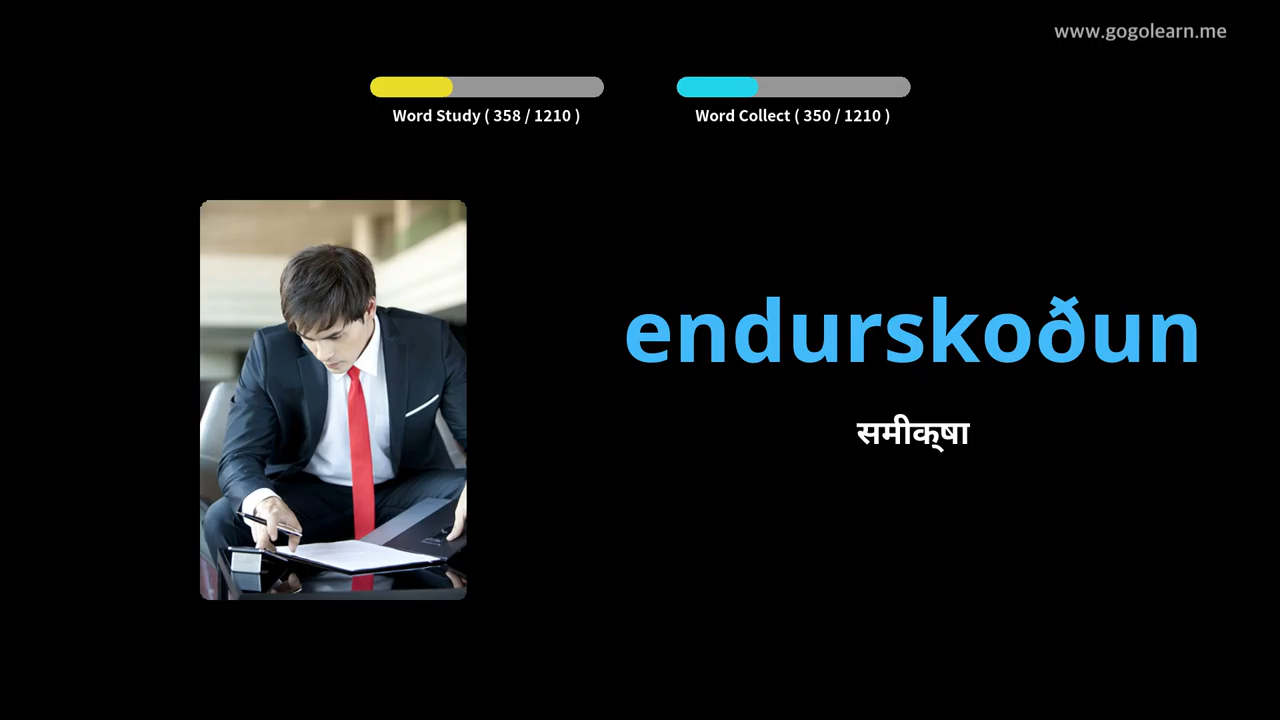 www.gogolearn.me
Word Study ( 358 / 1210 )
Word Collect ( 350 / 1210 )
endurskoðun
समीक्षा